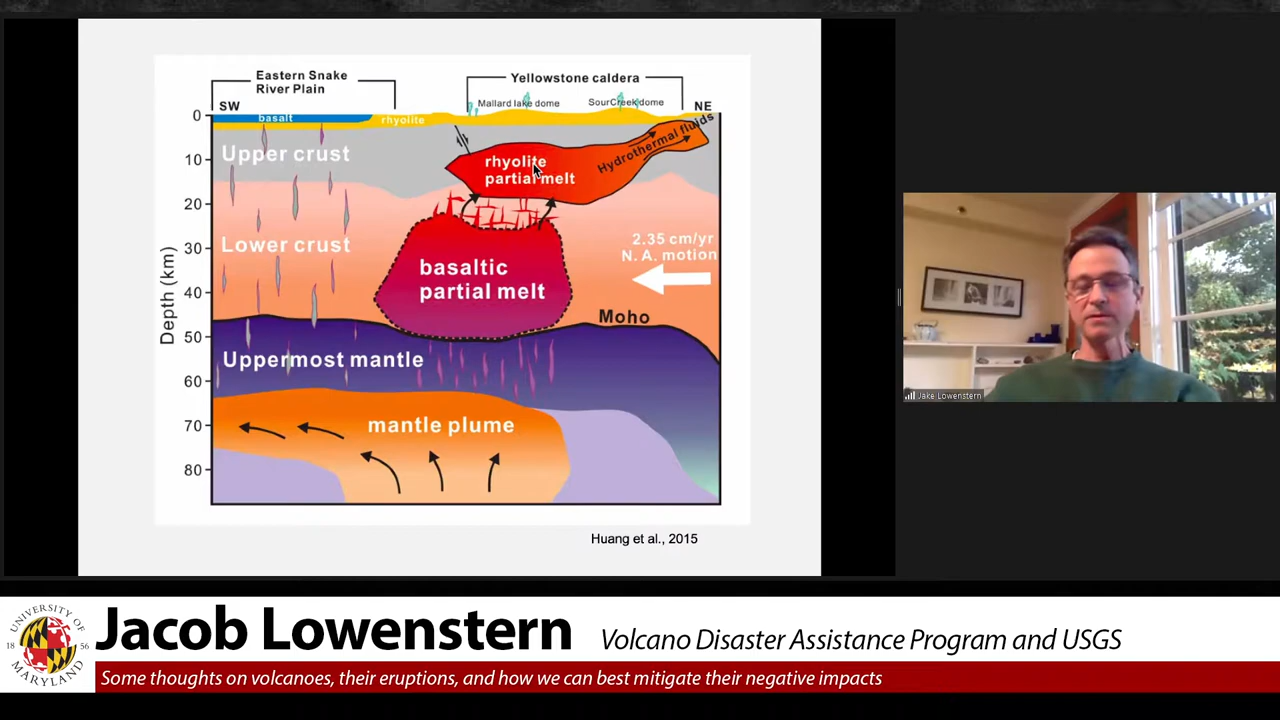 Eastern Snake
River Plain
Yellowstone caldera
Mallard lake dome
SourCreek dome
SW
NE
basalt
rhyolite
Hydrothermal fluids
Upper crust
rhyolite
partial melt
Lower crust
2.35 cm/yr
N. A. motion
basaltic
partial melt
Moho
Uppermost mantle
mantle plume
Depth (km)
0
10
20
30
40
50
60
70
80
Huang et al., 2015
Jake Lowenstern
UNIVERSITY OF
18 56
MARYLAND
Jacob Lowenstern
Volcano Disaster Assistance Program and USGS
Some thoughts on volcanoes, their eruptions, and how we can best mitigate their negative impacts